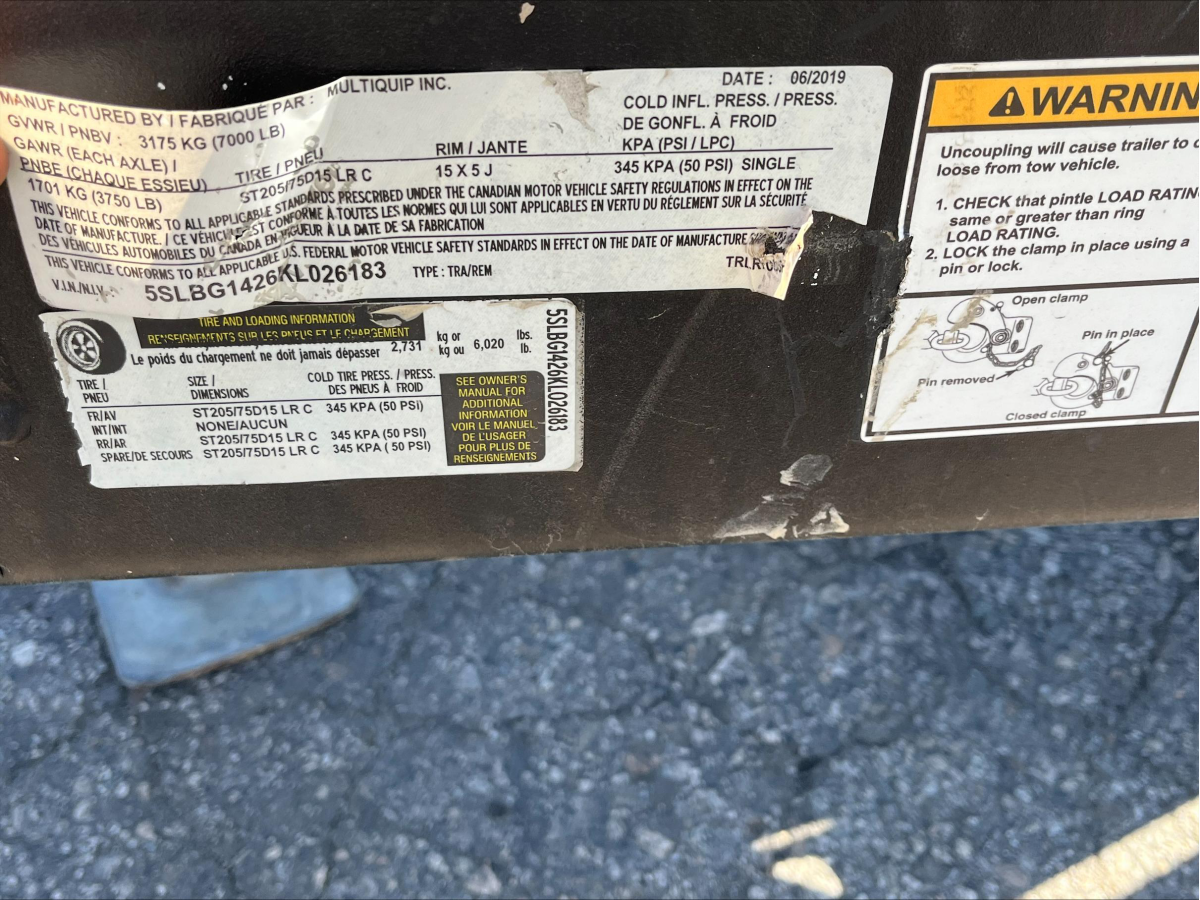 MANUFACTURED BY / FABRIQUÉ PAR : MULTIQUIP INC.
DATE : 06/2019
GVWR / PNBV : 3175 KG (7000 LB)
COLD INFL. PRESS. / PRESS.
DE GONFL. À FROID
GAWR (EACH AXLE) /
PNBE (CHAQUE ESSIEU)
TIRE / PNEU
RIM / JANTE
KPA (PSI / LPC)
1701 KG (3750 LB)
ST205/75D15 LR C
15 X 5 J
345 KPA (50 PSI) SINGLE
THIS VEHICLE CONFORMS TO ALL APPLICABLE STANDARDS PRESCRIBED UNDER THE CANADIAN MOTOR VEHICLE SAFETY REGULATIONS IN EFFECT ON THE
DATE OF MANUFACTURE. / CE VÉHICULE EST CONFORME À TOUTES LES NORMES QUI LUI SONT APPLICABLES EN VERTU DU RÈGLEMENT SUR LA SÉCURITÉ
DES VÉHICULES AUTOMOBILES DU CANADA EN VIGUEUR À LA DATE DE SA FABRICATION
THIS VEHICLE CONFORMS TO ALL APPLICABLE U.S. FEDERAL MOTOR VEHICLE SAFETY STANDARDS IN EFFECT ON THE DATE OF MANUFACTURE
V.I.N./N.I.V.: 5SLBG1426KL026183
TYPE : TRA/REM
TIRE AND LOADING INFORMATION
RENSEIGNEMENTS SUR LES PNEUS ET LE CHARGEMENT
Le poids du chargement ne doit jamais dépasser 2,731 kg or kg ou 6,020 lbs. lb.
TIRE / PNEU
SIZE / DIMENSIONS
COLD TIRE PRESS. / PRESS. DES PNEUS À FROID
FR/AV ST205/75D15 LR C 345 KPA (50 PSI)
INT/INT NONE/AUCUN
RR/AR ST205/75D15 LR C 345 KPA (50 PSI)
SPARE/DE SECOURS ST205/75D15 LR C 345 KPA ( 50 PSI)
SEE OWNER'S
MANUAL FOR
ADDITIONAL
INFORMATION
VOIR LE MANUEL
DE L'USAGER
POUR PLUS DE
RENSEIGNEMENTS
5SLBG1426KL026183
WARNIN
Uncoupling will cause trailer to
loose from tow vehicle.
1. CHECK that pintle LOAD RATIN
same or greater than ring
LOAD RATING.
2. LOCK the clamp in place using a
pin or lock.
Open clamp
Pin in place
Pin removed
Closed clamp